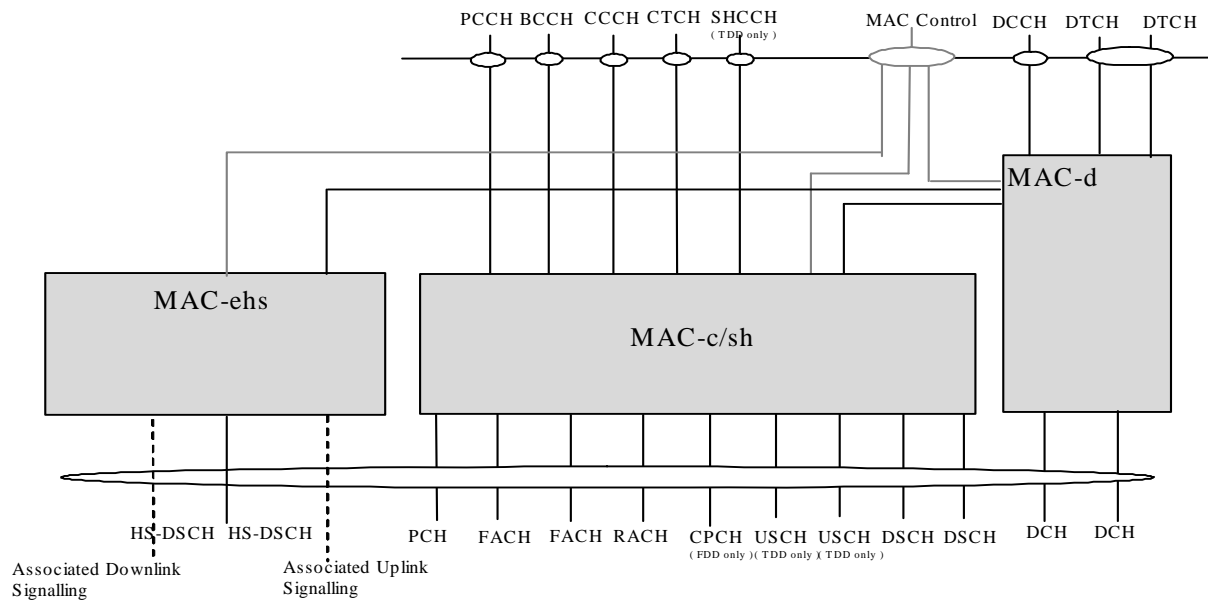 PCCH BCCH CCCH CTCH SHCCH MAC Control DCCH DTCH DTCH
( TDD only )
MAC-d
MAC-ehs
MAC-c/sh
HS-DSCH HS-DSCH PCH FACH FACH RACH CPCH USCH USCH DSCH DSCH DCH DCH
( FDD only ) ( TDD only ) ( TDD only )
Associated Downlink
Signalling
Associated Uplink
Signalling